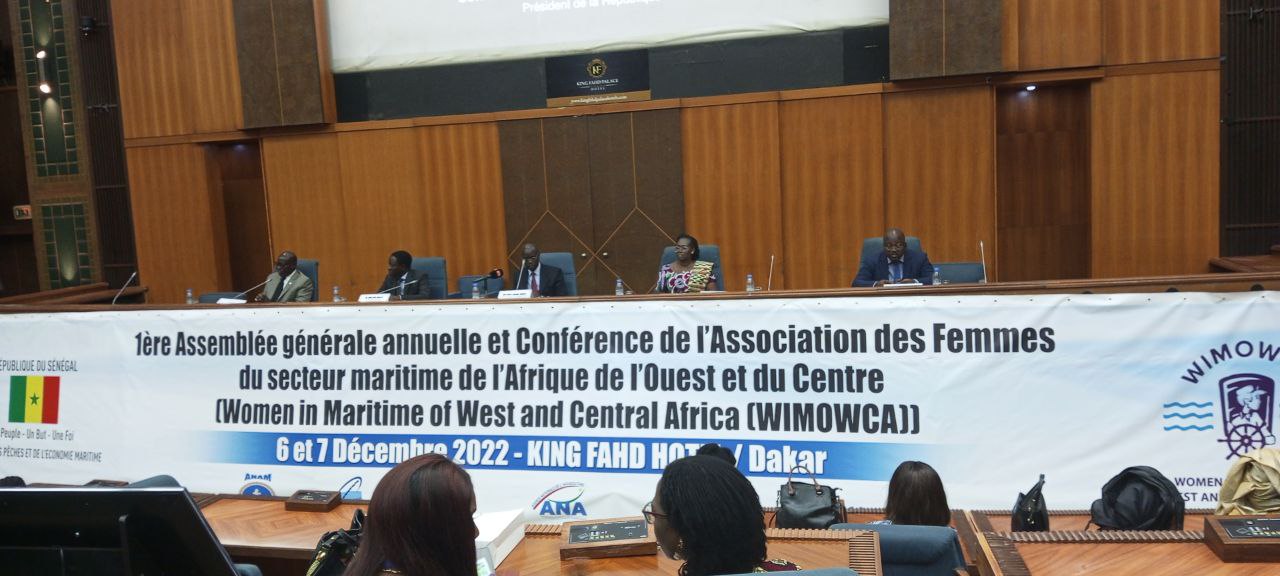 Président de la République
KING FAHD PALACE
HOTEL
1ère Assemblée générale annuelle et Conférence de l'Association des Femmes
du secteur maritime de l'Afrique de l'Ouest et du Centre
(Women in Maritime of West and Central Africa (WIMOWCA))
6 et 7 Décembre 2022 - KING FAHD HOTEL / Dakar
ÉPUBLIQUE DU SÉNÉGAL
Peuple - Un But - Une Foi
S PÊCHES ET DE L'ECONOMIE MARITIME
WIMOW
WOMEN
EST AN
ANAM
ANA